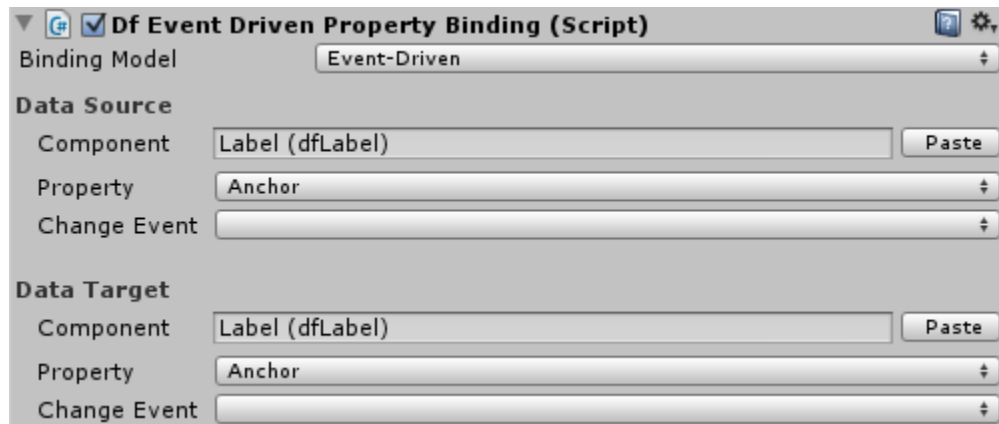 Df Event Driven Property Binding (Script)
Binding Model Event-Driven
Data Source
Component Label (dfLabel) Paste
Property Anchor
Change Event
Data Target
Component Label (dfLabel) Paste
Property Anchor
Change Event